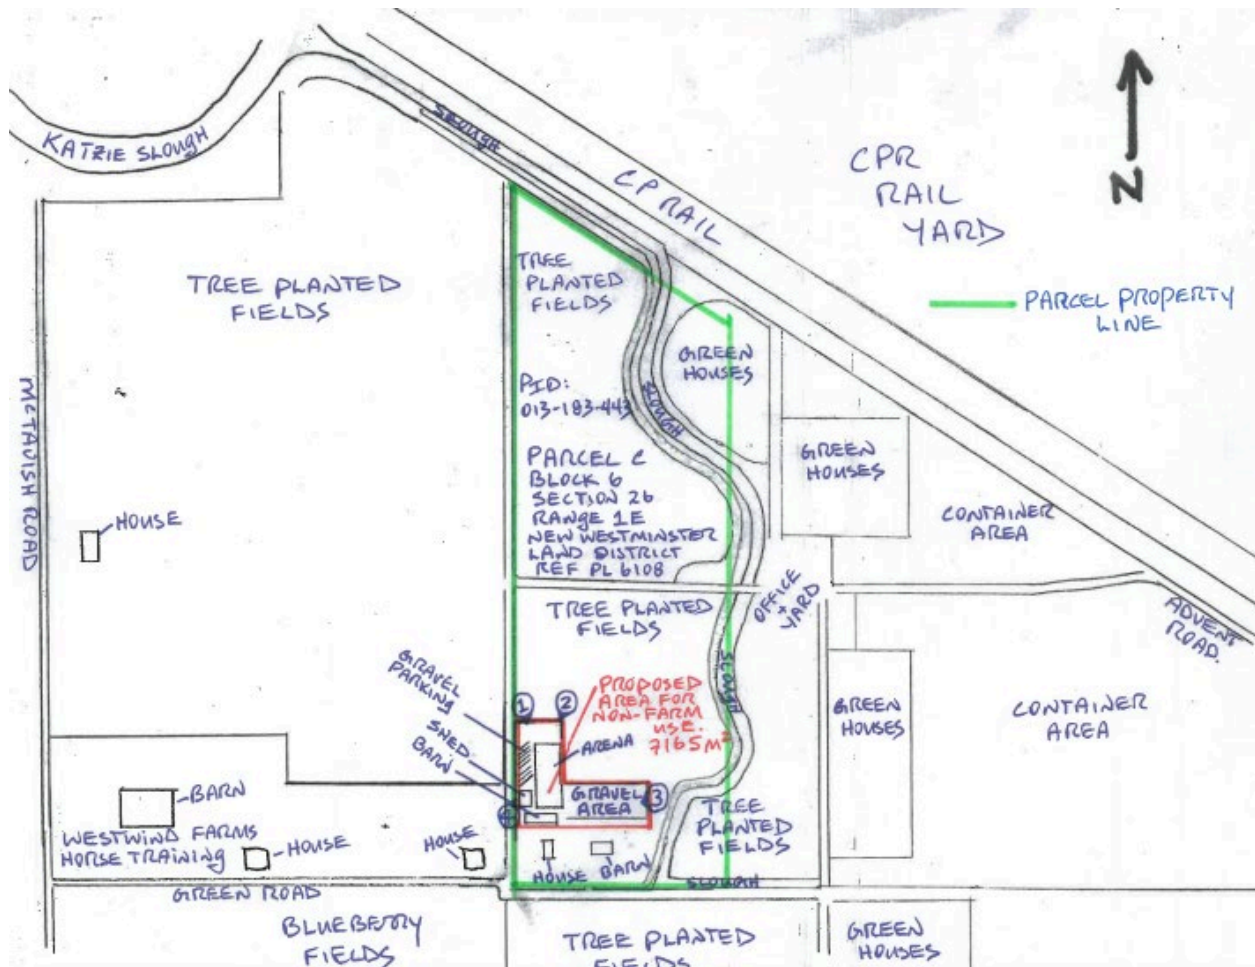 KATZIE SLOUGH
SLOUGH
CP RAIL
CPR
RAIL
YARD
N
PARCEL PROPERTY
LINE
TREE PLANTED
FIELDS
TREE
PLANTED
FIELDS
GREEN
HOUSES
SLOUGH
PID:
013-183-443
PARCEL C
BLOCK 6
SECTION 26
RANGE 1E
NEW WESTMINSTER
LAND DISTRICT
REF PL 6108
GREEN
HOUSES
CONTAINER
AREA
McTAVISH ROAD
HOUSE
TREE PLANTED
FIELDS
OFFICE
+
YARD
ADVENT
ROAD.
GRAVEL
PARKING
SHED
BARN
1
2
PROPOSED
AREA FOR
NON-FARM
USE.
7165M²
ARENA
SLOUGH
GREEN
HOUSES
CONTAINER
AREA
GRAVEL
AREA
3
TREE
PLANTED
FIELDS
BARN
WESTWIND FARMS
HORSE TRAINING
HOUSE
HOUSE
HOUSE
BARN
SLOUGH
GREEN ROAD
BLUEBERRY
FIELDS
TREE PLANTED
FIELDS
GREEN
HOUSES